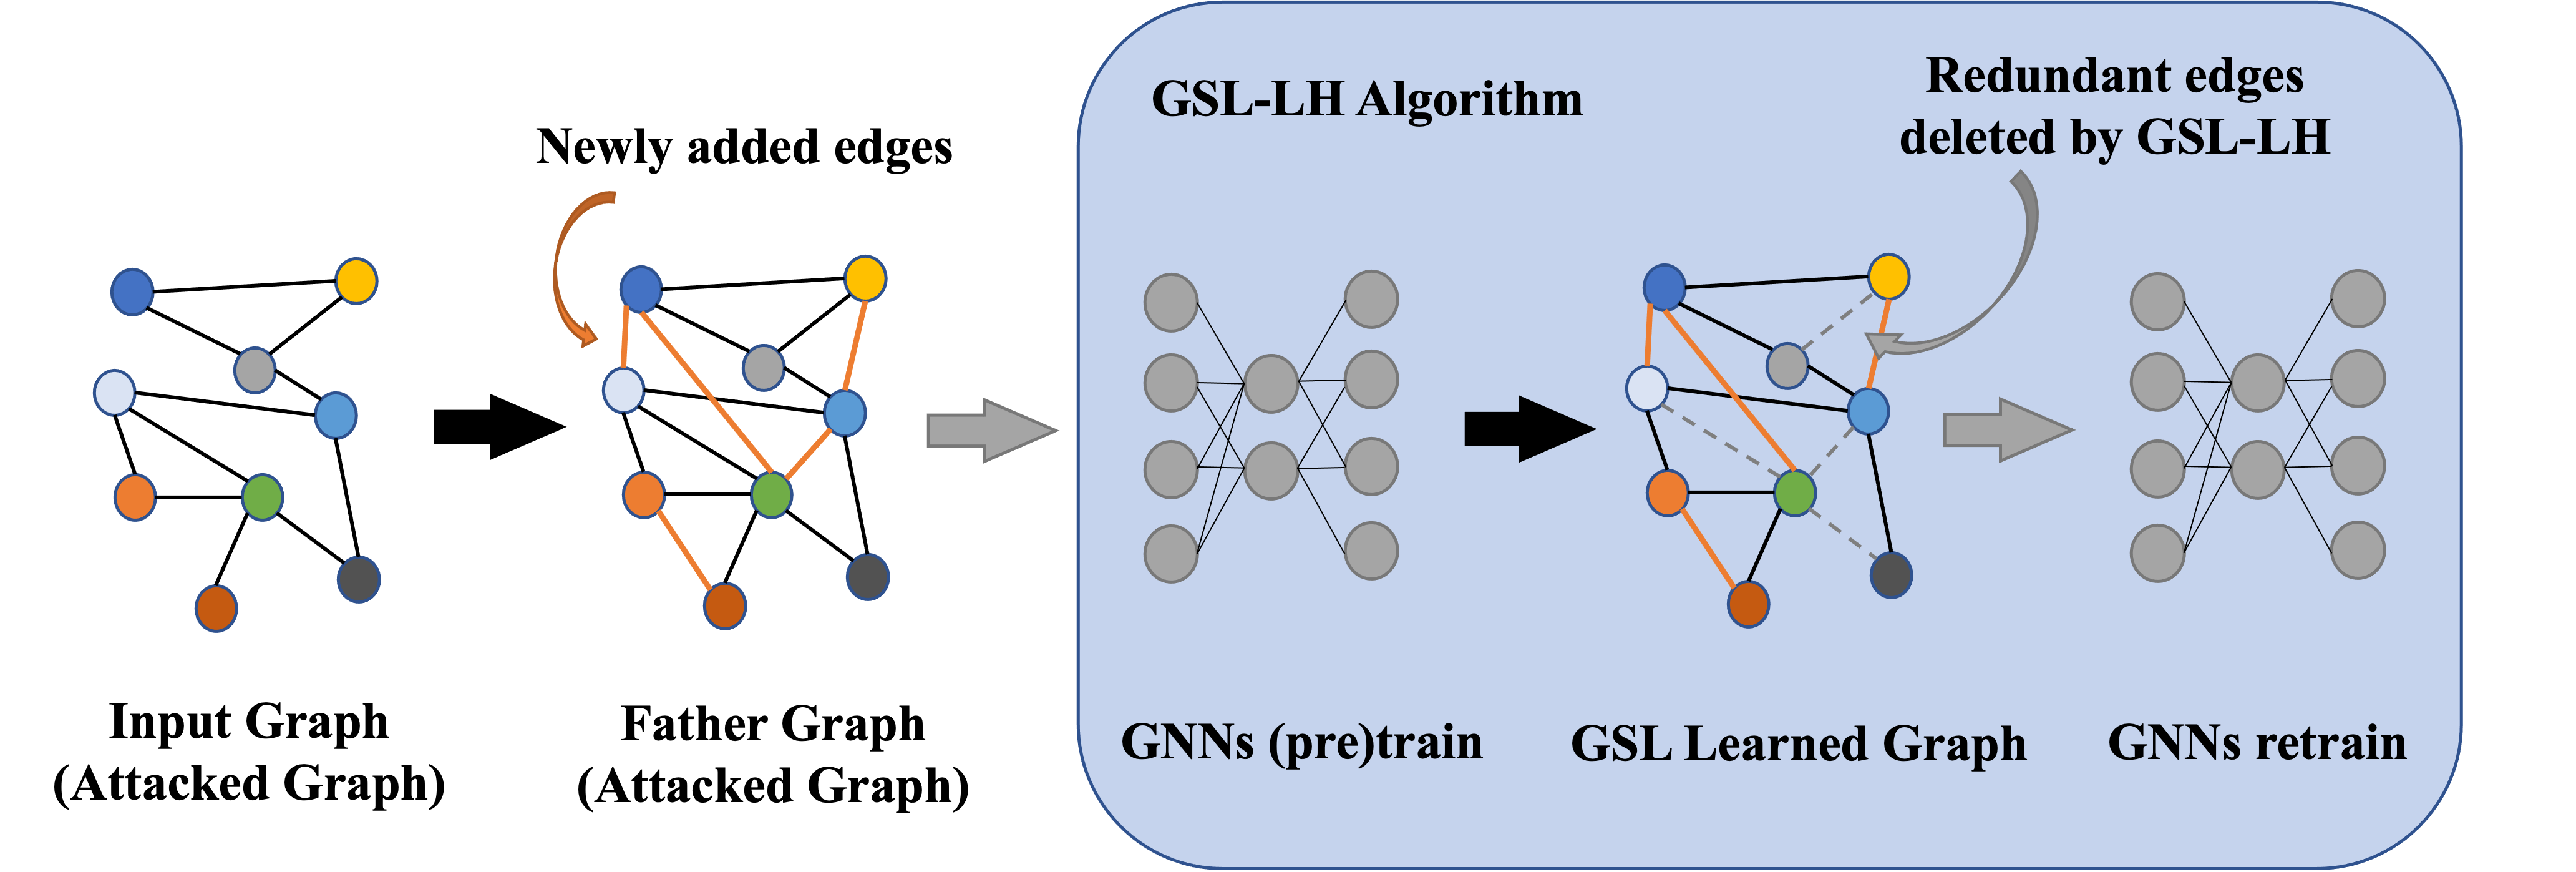 Newly added edges
GSL-LH Algorithm
Redundant edges
deleted by GSL-LH
Input Graph
(Attacked Graph)
Father Graph
(Attacked Graph)
GNNs (pre)train
GSL Learned Graph
GNNs retrain